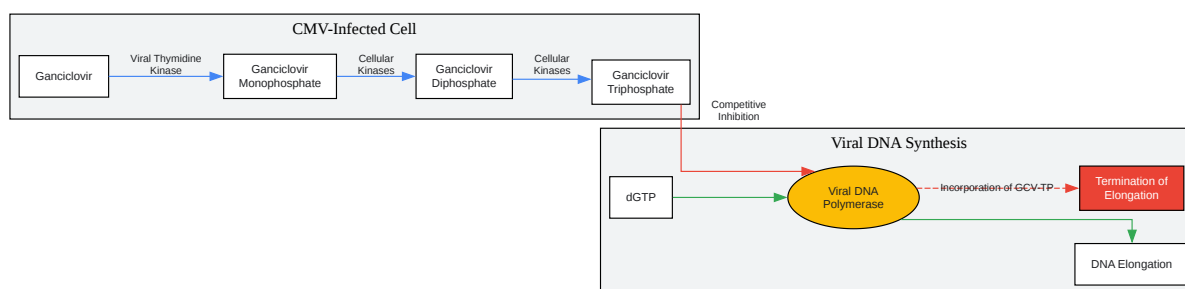 CMV-Infected Cell
Ganciclovir
Viral Thymidine
Kinase
Ganciclovir
Monophosphate
Cellular
Kinases
Ganciclovir
Diphosphate
Cellular
Kinases
Ganciclovir
Triphosphate
Competitive
Inhibition
Viral DNA Synthesis
dGTP
Viral DNA
Polymerase
Incorporation of GCV-TP
Termination of
Elongation
DNA Elongation